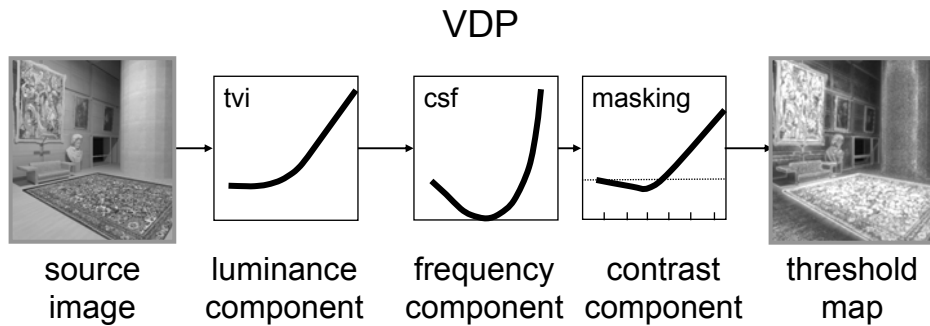 VDP
tvi
csf
masking
source
image
luminance
component
frequency
component
contrast
component
threshold
map